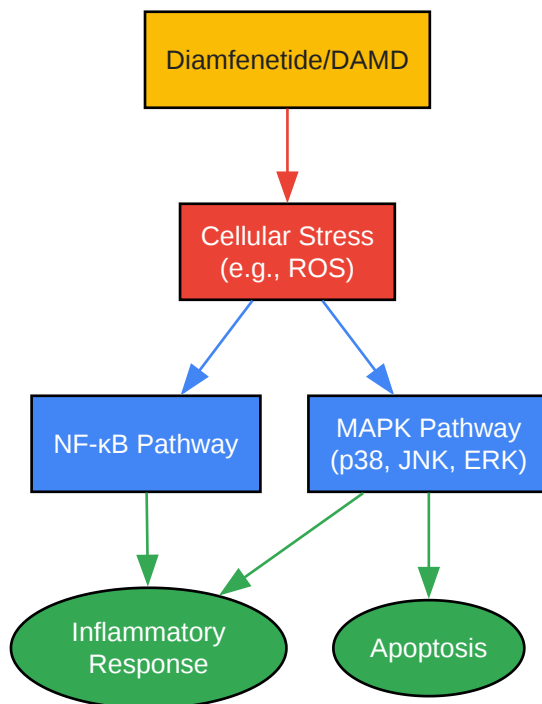 Diamfenetide/DAMD
Cellular Stress
(e.g., ROS)
NF-κB Pathway
MAPK Pathway
(p38, JNK, ERK)
Inflammatory
Response
Apoptosis